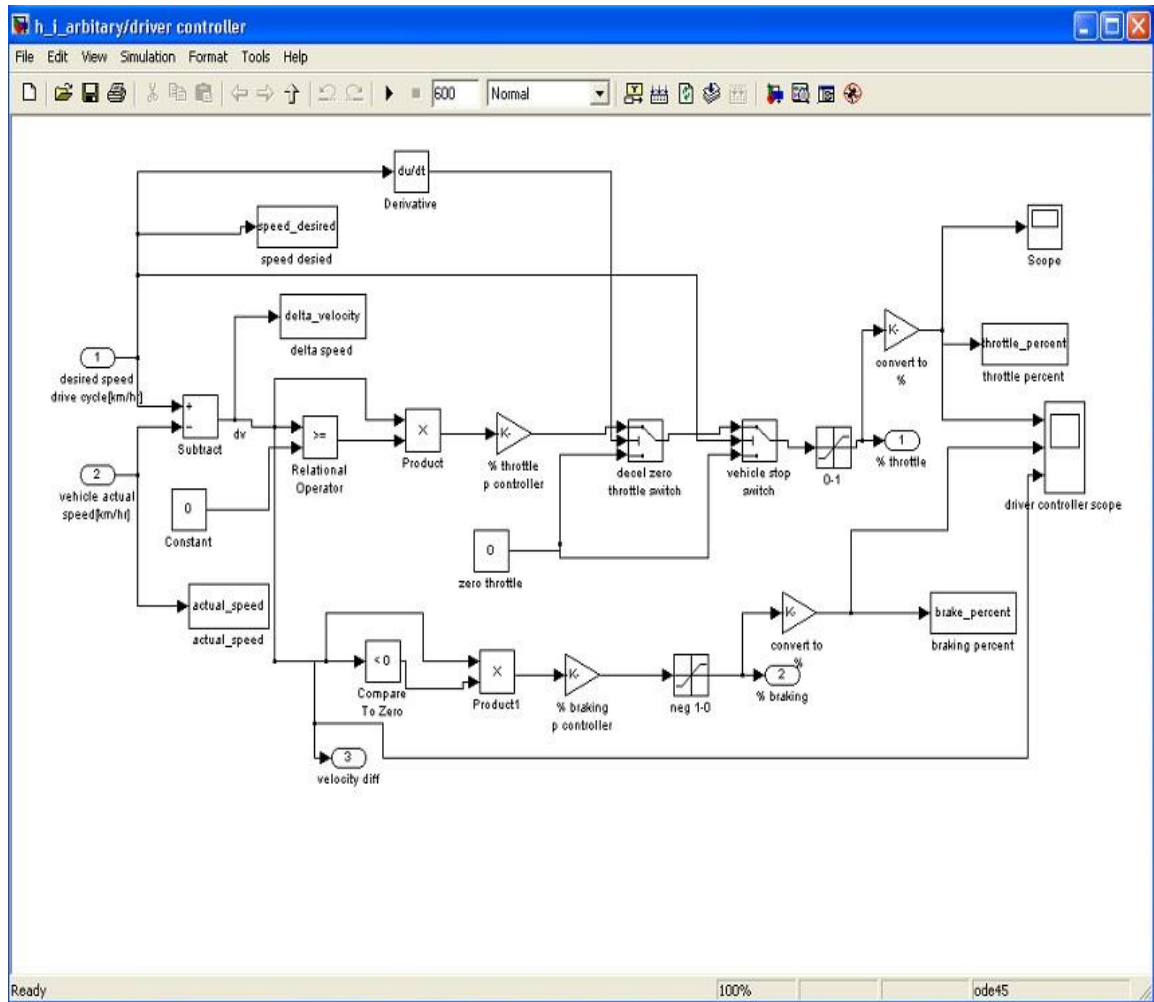 h_i_arbitary/driver controller
File Edit View Simulation Format Tools Help
600 Normal
du/dt
Derivative
speed_desired
speed desied
Scope
delta_velocity
delta speed
1
desired speed
drive cycle[km/hr]
K-
convert to
%
throttle_percent
throttle percent
+
−
Subtract
dv
>=
Relational
Operator
X
Product
K-
% throttle
p controller
decel zero
throttle switch
vehicle stop
switch
0-1
1
% throttle
driver controller scope
2
vehicle actual
speed[km/hr]
0
Constant
0
zero throttle
actual_speed
actual_speed
< 0
Compare
To Zero
X
Product1
K-
% braking
p controller
neg 1-0
K-
convert to
%
2
% braking
brake_percent
braking percent
3
velocity diff
Ready 100% ode45